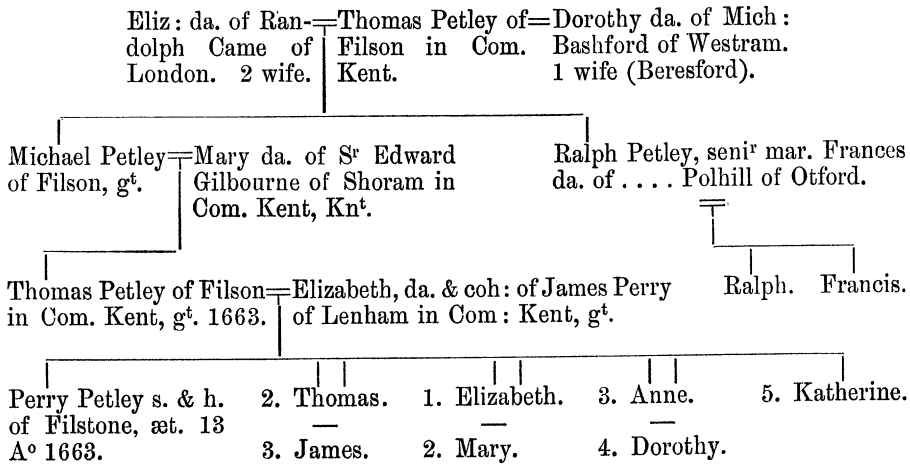 Eliz : da. of Ran-
dolph Came of
London. 2 wife.
Thomas Petley of
Filson in Com.
Kent.
Dorothy da. of Mich :
Bashford of Westram.
1 wife (Beresford).
Michael Petley
of Filson, gᵗ.
Mary da. of Sʳ Edward
Gilbourne of Shoram in
Com. Kent, Knᵗ.
Ralph Petley, seniʳ mar. Frances
da. of . . . . Polhill of Otford.
Thomas Petley of Filson
in Com. Kent, gᵗ. 1663.
Elizabeth, da. & coh: of James Perry
of Lenham in Com : Kent, gᵗ.
Ralph. Francis.
Perry Petley s. & h.
of Filstone, æt. 13
Aᵒ 1663.
2. Thomas.
3. James.
1. Elizabeth.
2. Mary.
3. Anne.
4. Dorothy.
5. Katherine.